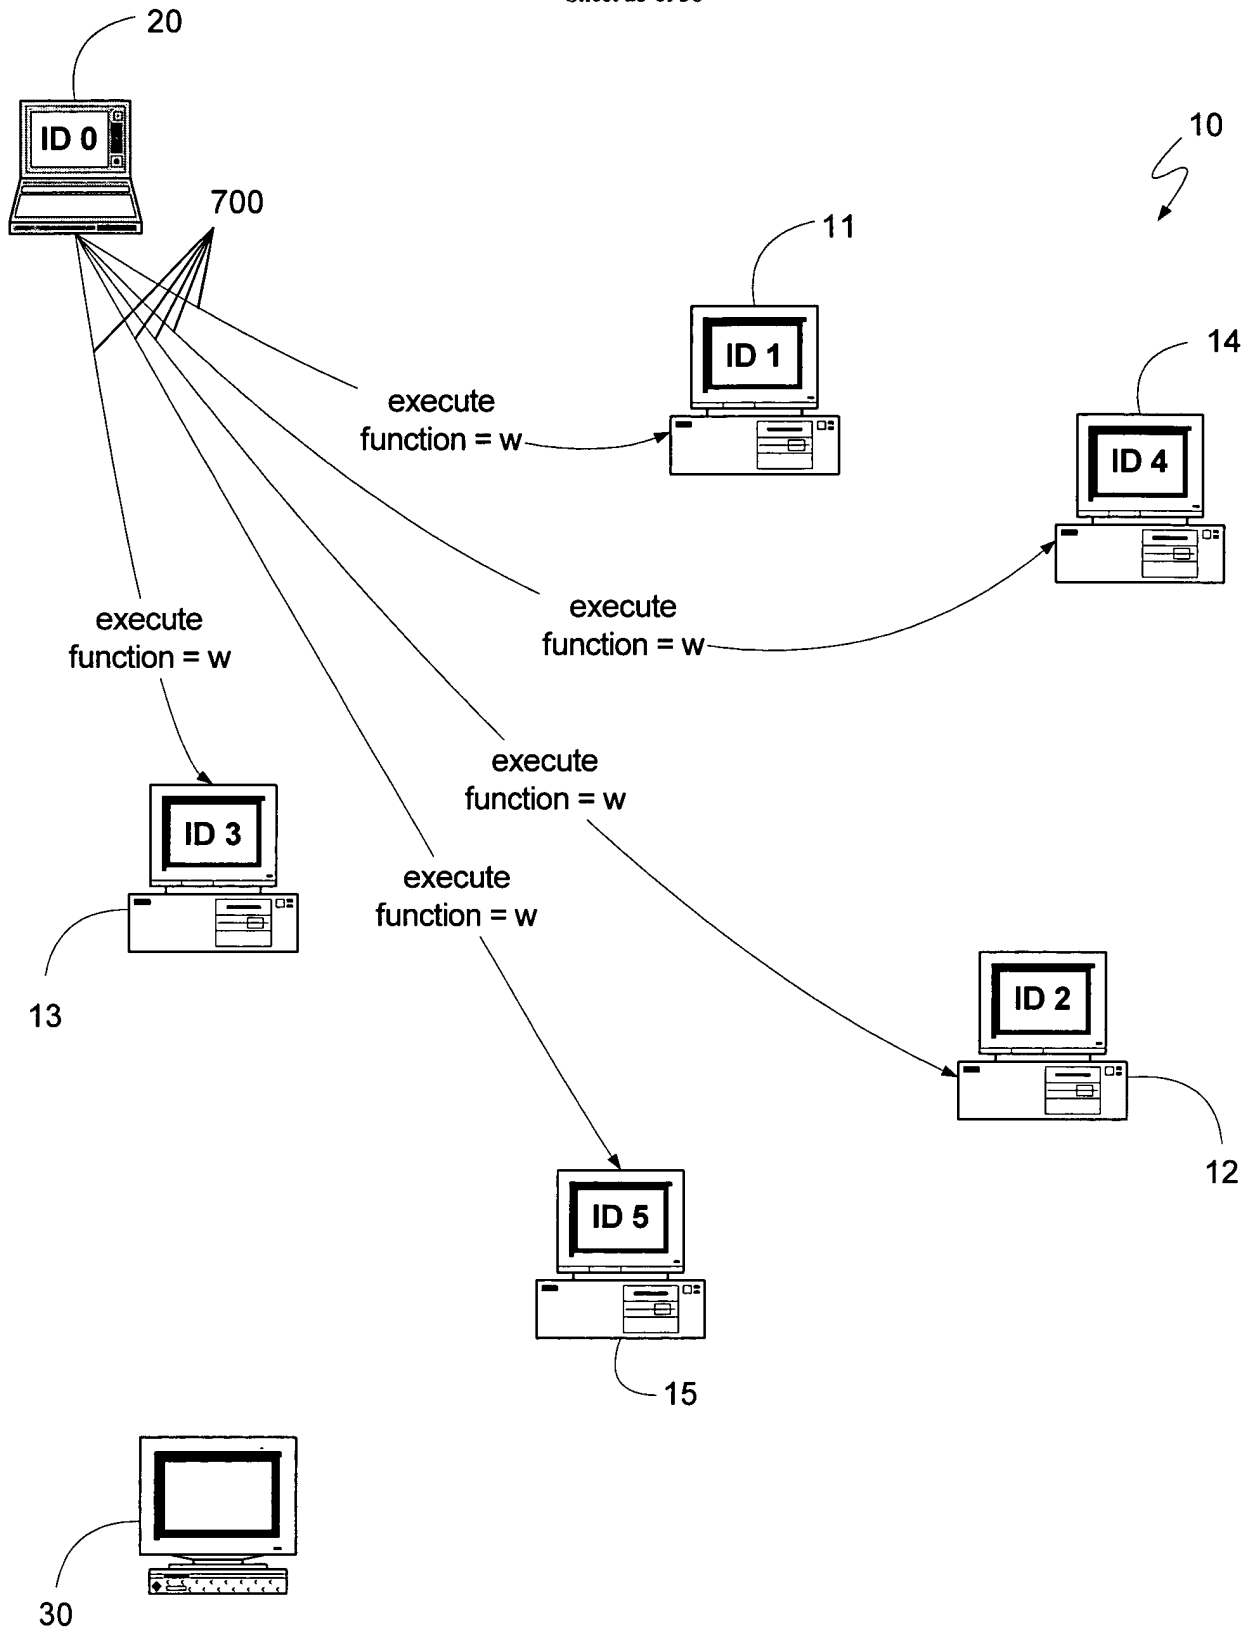 20
ID 0
10
700
11
ID 1
14
execute
function = w
ID 4
execute
function = w
execute
function = w
execute
function = w
ID 3
execute
function = w
13
ID 2
12
ID 5
15
30